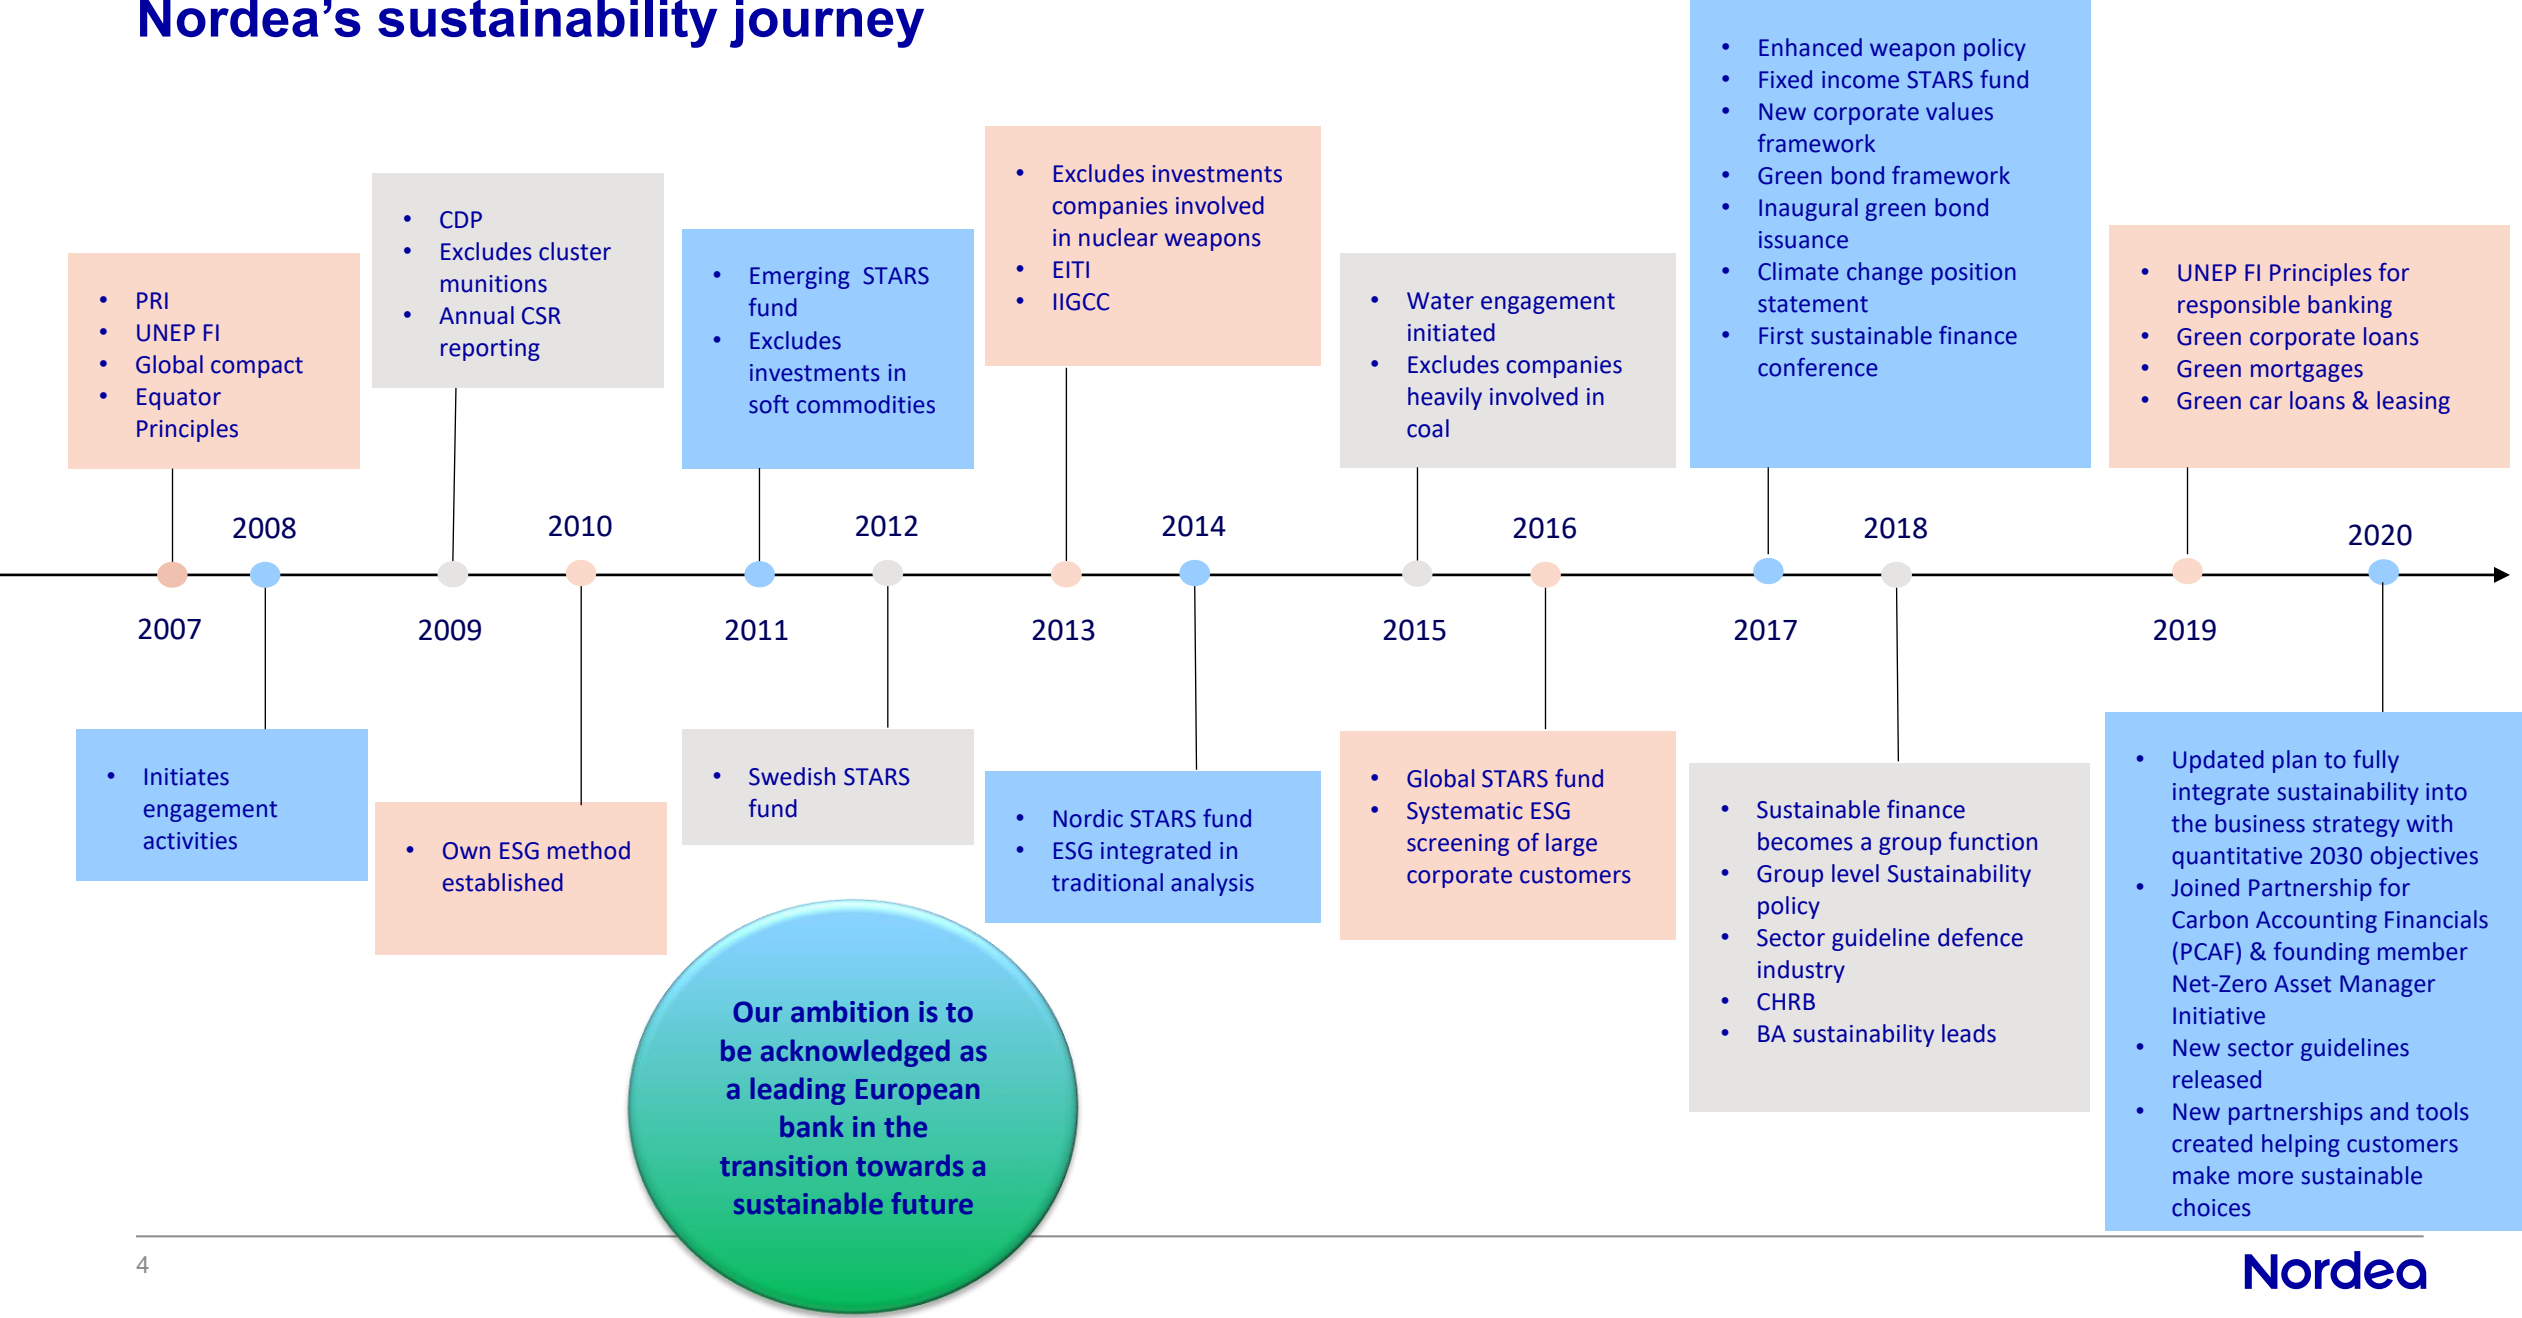 Nordea's sustainability journey
• PRI
• UNEP FI
• Global compact
• Equator
Principles
• CDP
• Excludes cluster
munitions
• Annual CSR
reporting
• Emerging STARS
fund
• Excludes
investments in
soft commodities
• Excludes investments
companies involved
in nuclear weapons
• EITI
• IIGCC
• Water engagement
initiated
• Excludes companies
heavily involved in
coal
• Enhanced weapon policy
• Fixed income STARS fund
• New corporate values
framework
• Green bond framework
• Inaugural green bond
issuance
• Climate change position
statement
• First sustainable finance
conference
• UNEP FI Principles for
responsible banking
• Green corporate loans
• Green mortgages
• Green car loans & leasing
2008
2010
2012
2014
2016
2018
2020
2007
2009
2011
2013
2015
2017
2019
• Initiates
engagement
activities
• Own ESG method
established
• Swedish STARS
fund
• Nordic STARS fund
• ESG integrated in
traditional analysis
• Global STARS fund
• Systematic ESG
screening of large
corporate customers
• Sustainable finance
becomes a group function
• Group level Sustainability
policy
• Sector guideline defence
industry
• CHRB
• BA sustainability leads
• Updated plan to fully
integrate sustainability into
the business strategy with
quantitative 2030 objectives
• Joined Partnership for
Carbon Accounting Financials
(PCAF) & founding member
Net-Zero Asset Manager
Initiative
• New sector guidelines
released
• New partnerships and tools
created helping customers
make more sustainable
choices
Our ambition is to
be acknowledged as
a leading European
bank in the
transition towards a
sustainable future
4
Nordea